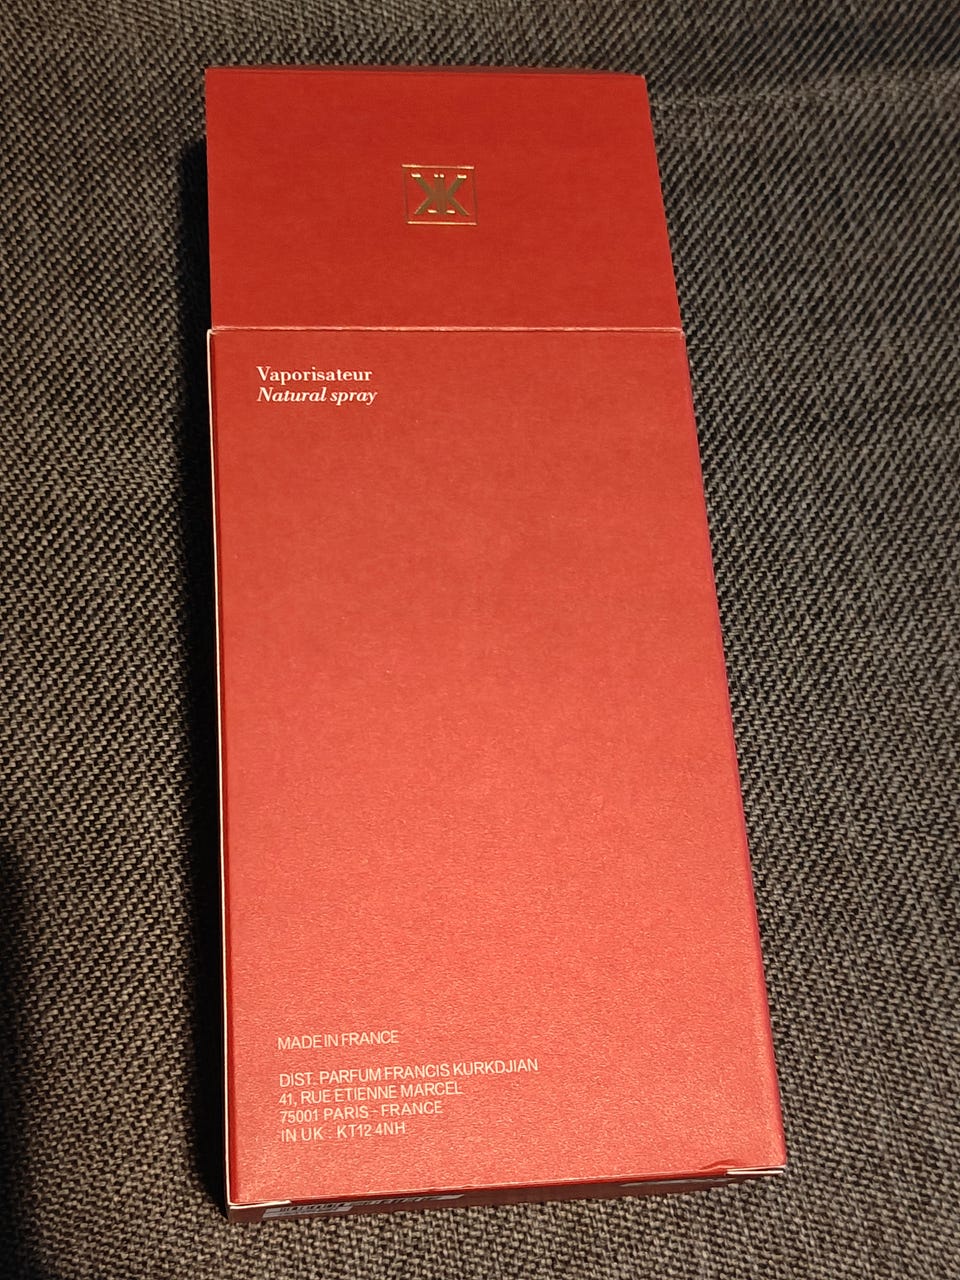 Vaporisateur
Natural spray
MADE IN FRANCE
DIST. PARFUM FRANCIS KURKDJIAN
41, RUE ETIENNE MARCEL
75001 PARIS - FRANCE
IN UK : KT12 4NH